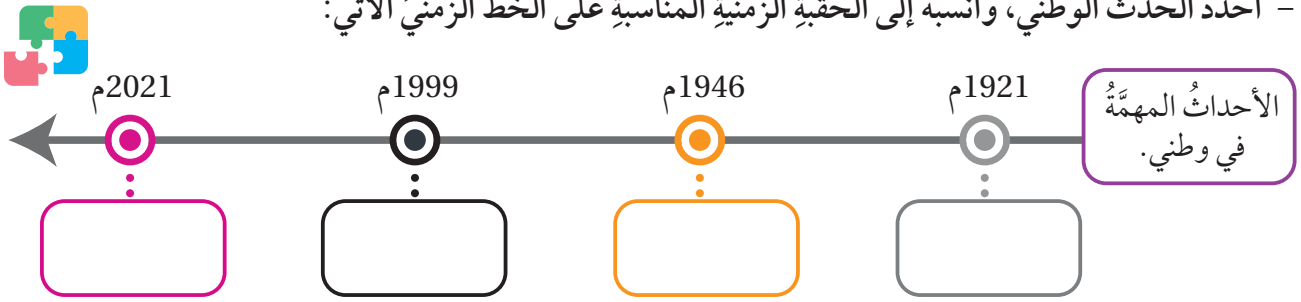 – أحدد الحدث الوطني، وأنسبه إلى الحقبةِ الزمنيةِ المناسبةِ على الخط الزمنيّ الآتي:
الأحداثُ المهمَّةُ
في وطني.
1921م
1946م
1999م
2021م